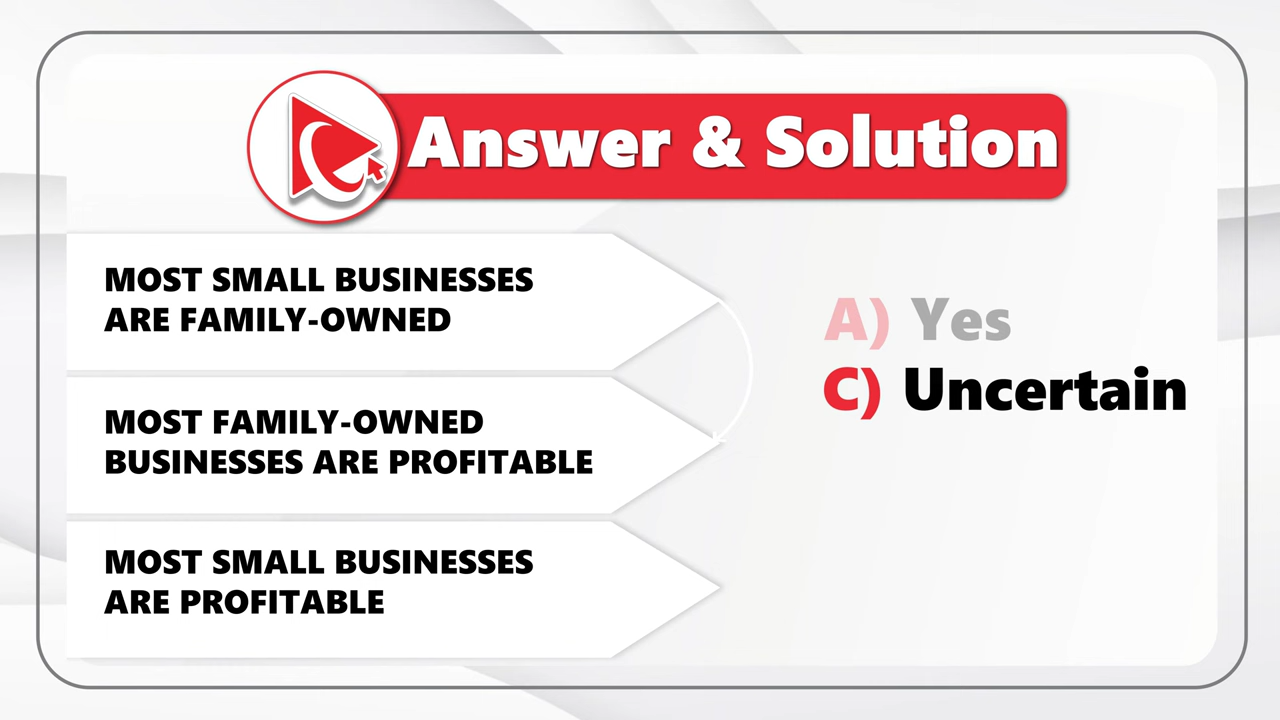 Answer & Solution
MOST SMALL BUSINESSES
ARE FAMILY-OWNED
MOST FAMILY-OWNED
BUSINESSES ARE PROFITABLE
MOST SMALL BUSINESSES
ARE PROFITABLE
A) Yes
C) Uncertain